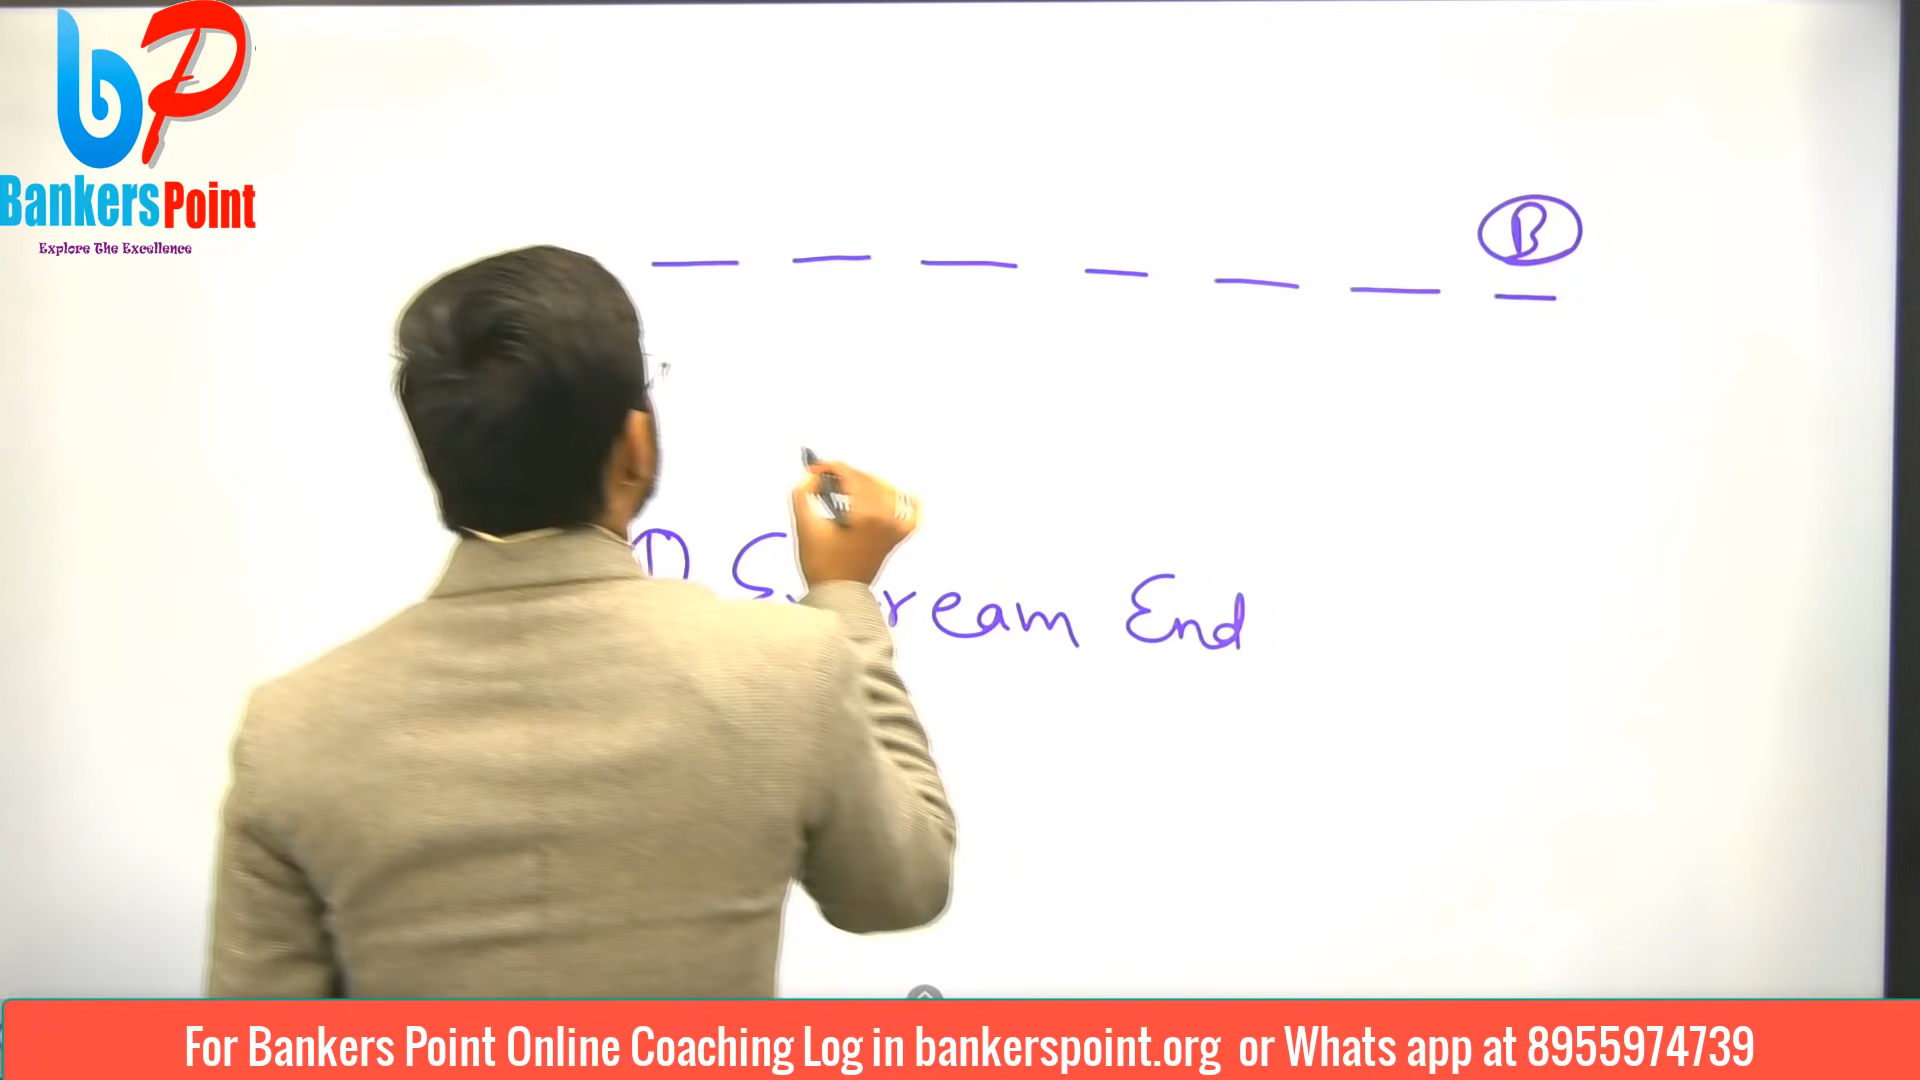 bP
BankersPoint
Explore The Excellence
B
End
For Bankers Point Online Coaching Log in bankerspoint.org or Whats app at 8955974739